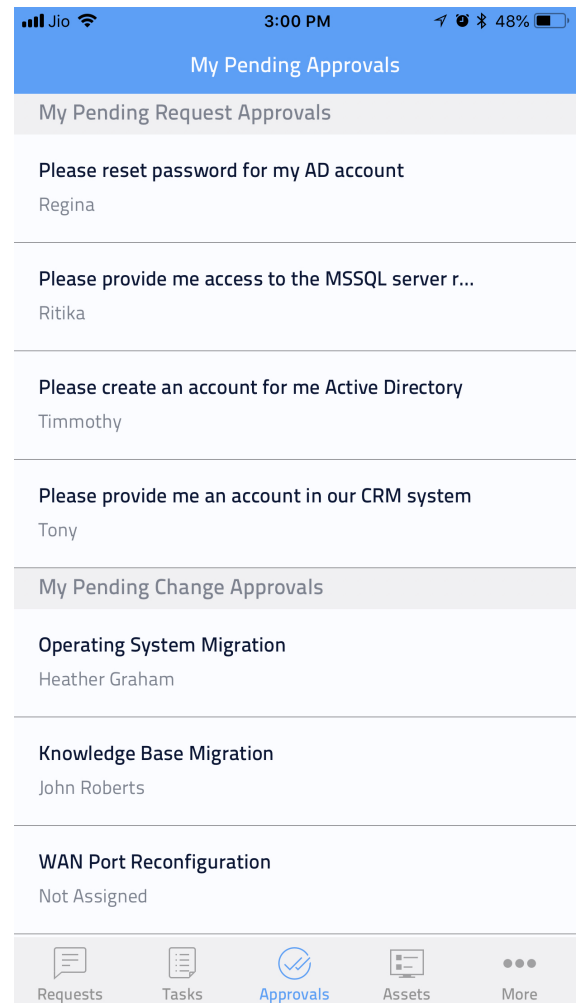 Jio 3:00 PM 48%
My Pending Approvals
My Pending Request Approvals
Please reset password for my AD account
Regina
Please provide me access to the MSSQL server r...
Ritika
Please create an account for me Active Directory
Timmothy
Please provide me an account in our CRM system
Tony
My Pending Change Approvals
Operating System Migration
Heather Graham
Knowledge Base Migration
John Roberts
WAN Port Reconfiguration
Not Assigned
Requests Tasks Approvals Assets More